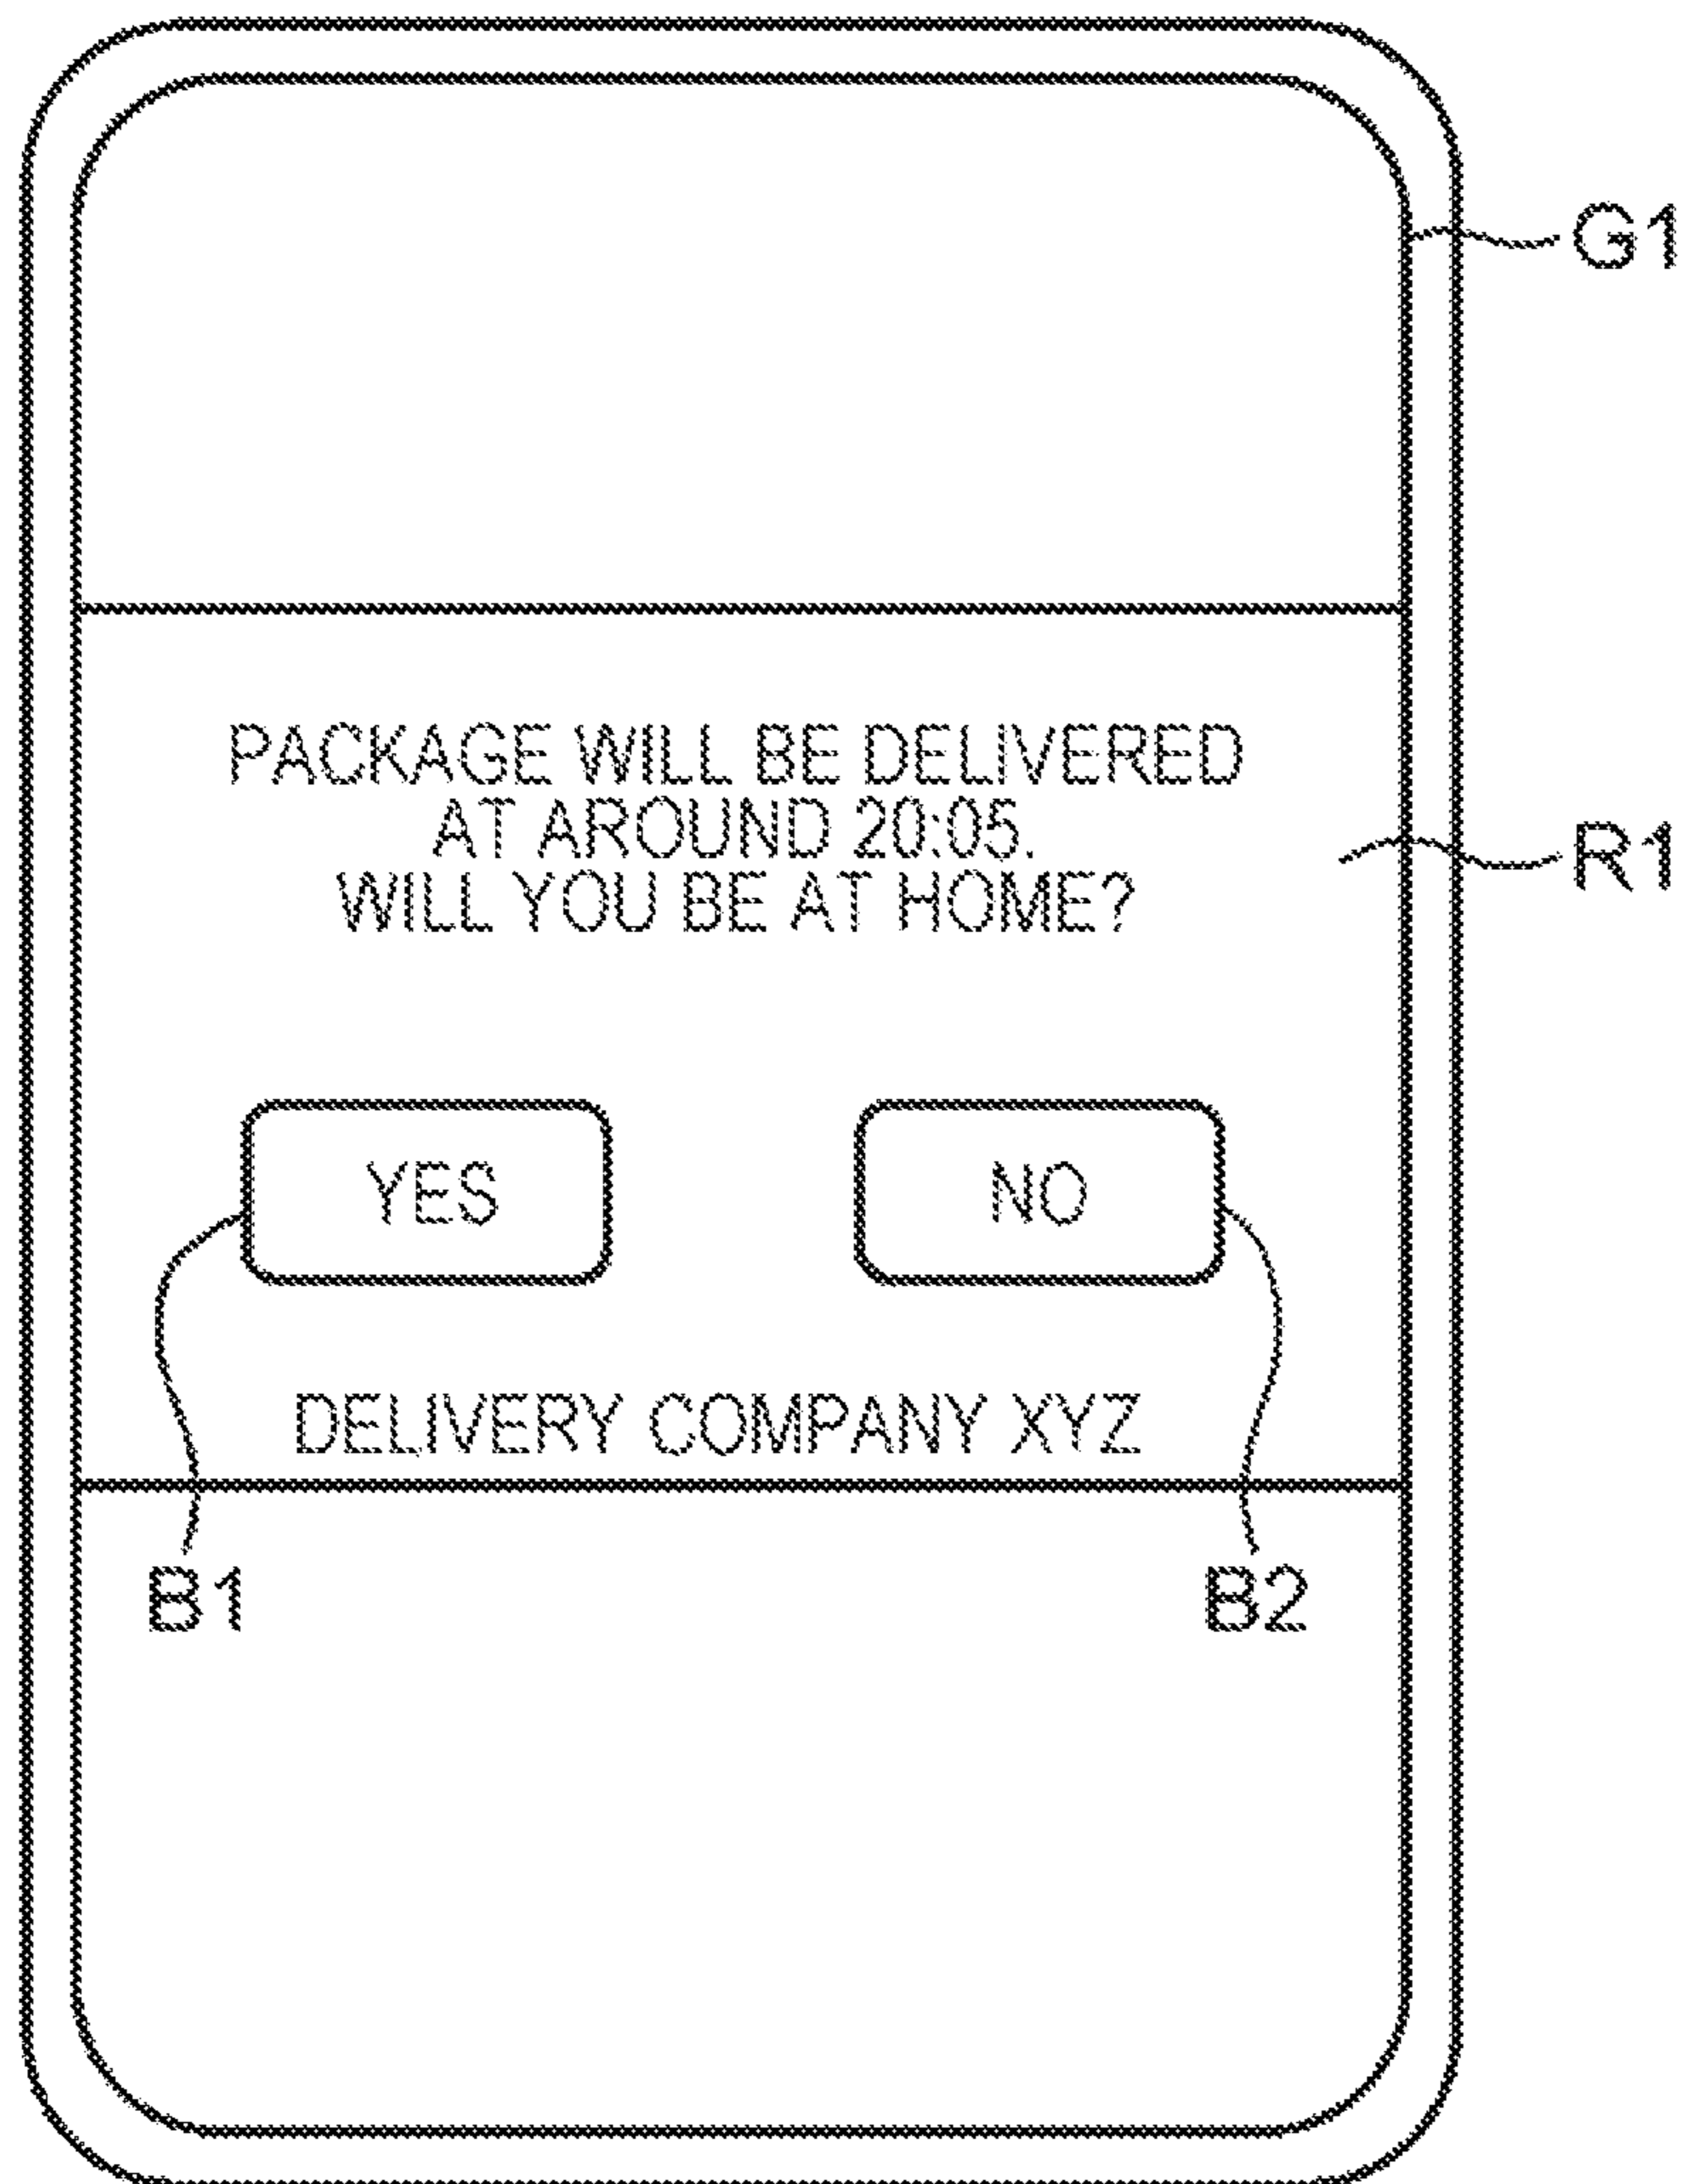 G1
PACKAGE WILL BE DELIVERED
AT AROUND 20:05.
WILL YOU BE AT HOME?
R1
YES
NO
DELIVERY COMPANY XYZ
B1
B2